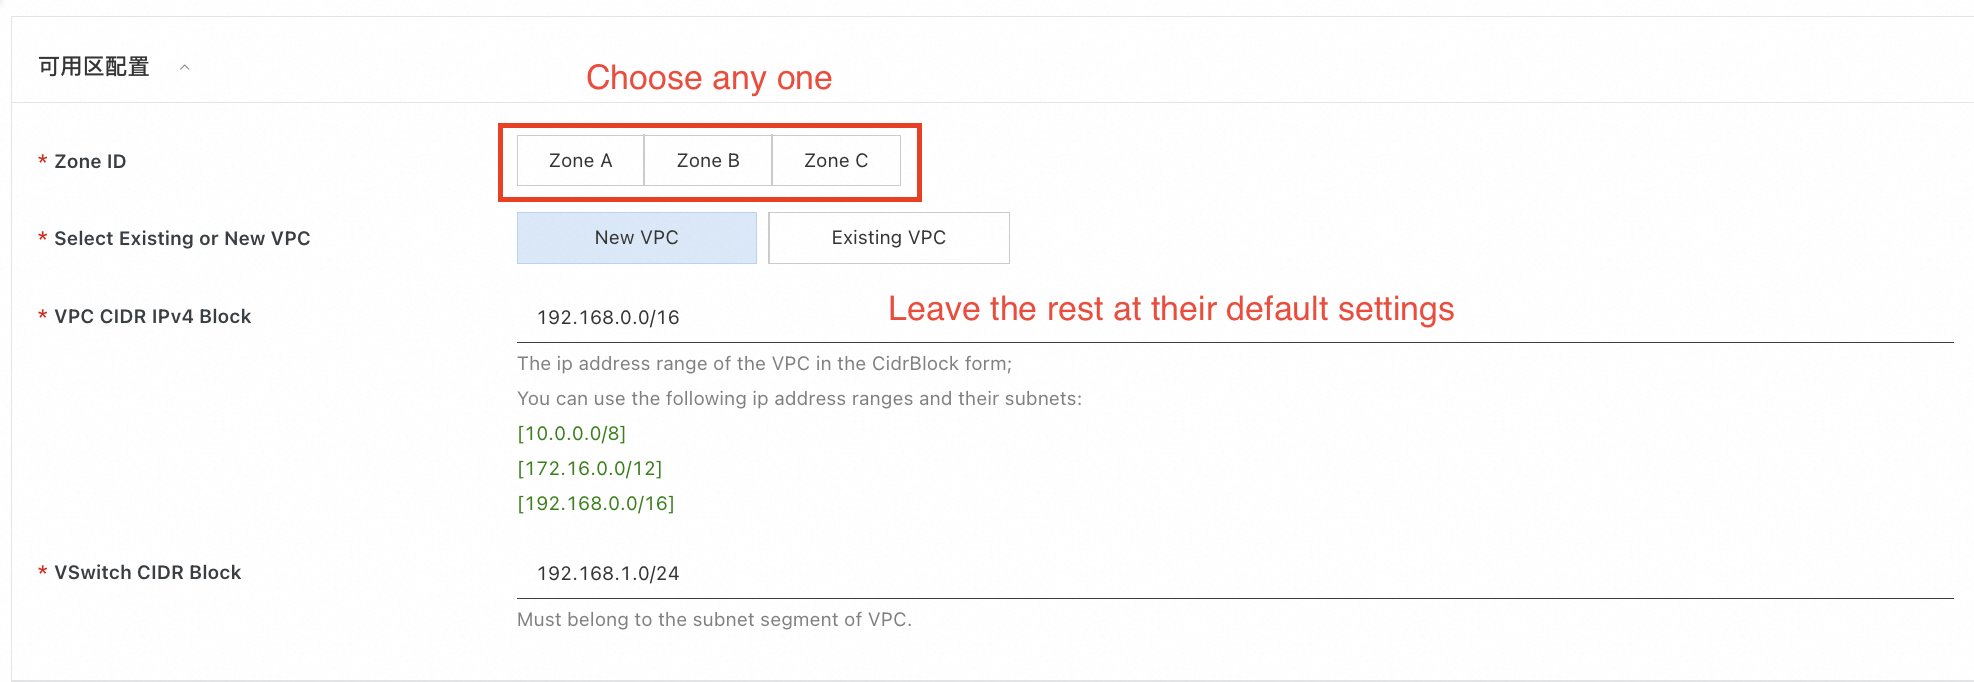 可用区配置
Choose any one
* Zone ID
Zone A Zone B Zone C
* Select Existing or New VPC
New VPC Existing VPC
* VPC CIDR IPv4 Block
192.168.0.0/16
Leave the rest at their default settings
The ip address range of the VPC in the CidrBlock form;
You can use the following ip address ranges and their subnets:
[10.0.0.0/8]
[172.16.0.0/12]
[192.168.0.0/16]
* VSwitch CIDR Block
192.168.1.0/24
Must belong to the subnet segment of VPC.